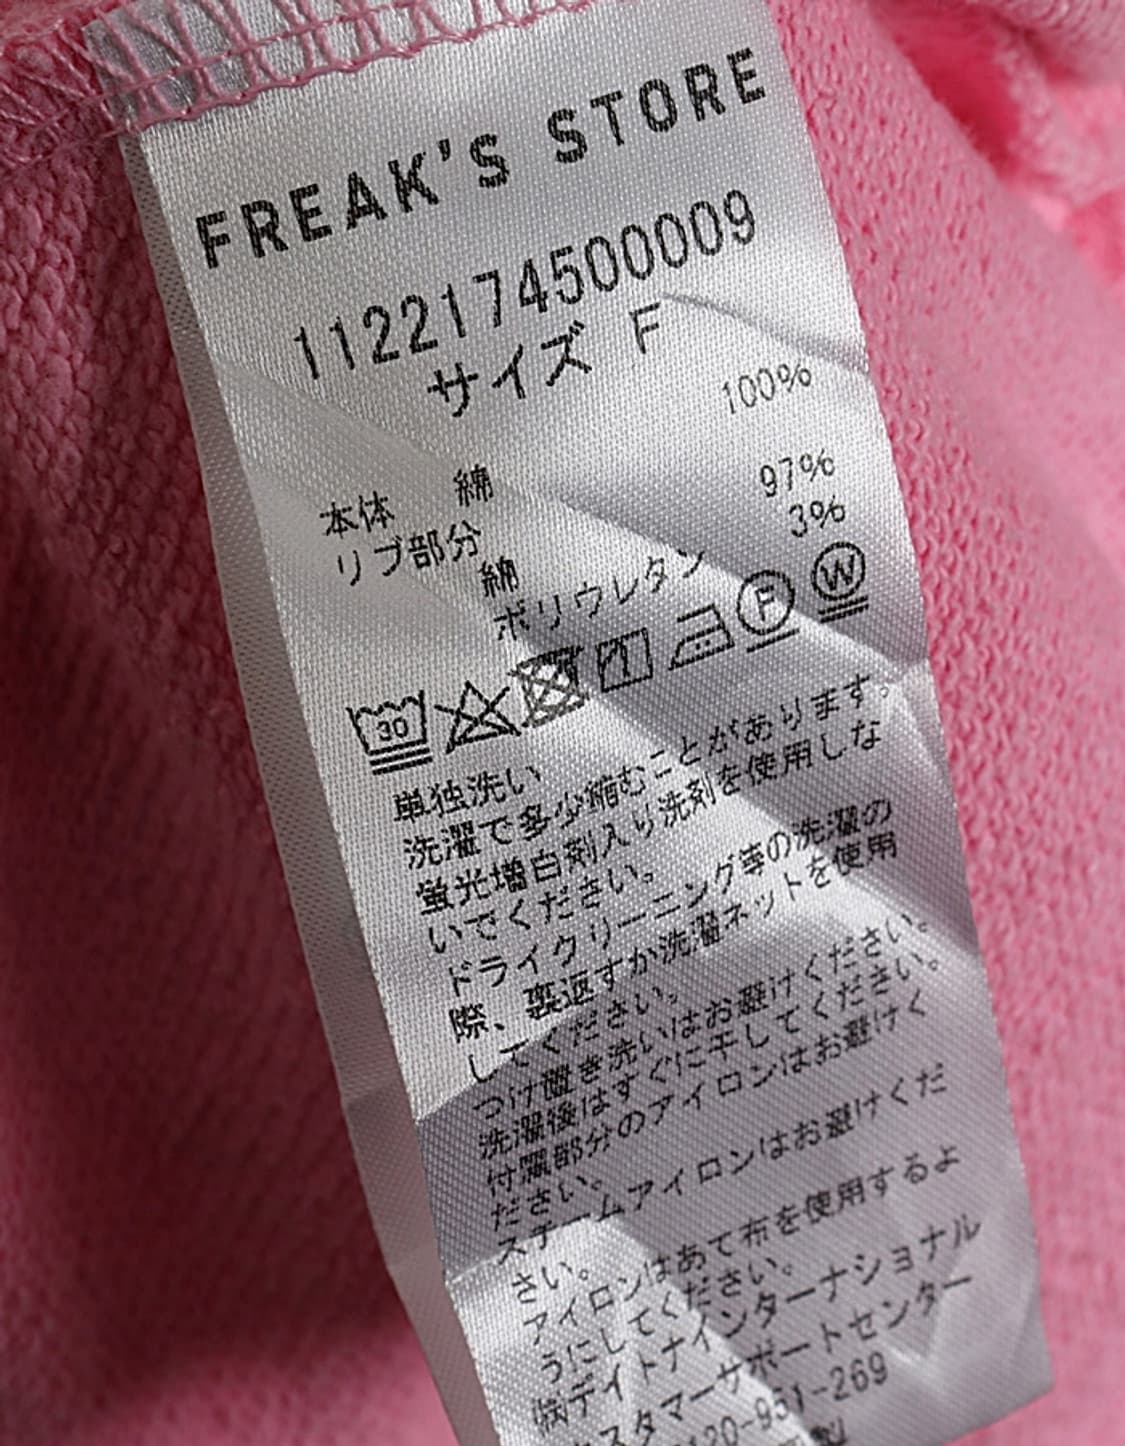 FREAK'S STORE
11221745000009
サイズ F
本体 綿 100%
リブ部分
綿 97%
ポリウレタン 3%
30 F W
単独洗い
洗濯で多少縮むことがあります。
蛍光増白剤入り洗剤を使用しな
いでください。
ドライクリーニング等の洗濯の
際、裏返すか洗濯ネットを使用
してください。
つけ置き洗いはお避けください。
洗濯後はすぐに干してください。
付属部分のアイロンはお避けく
ださい。
スチームアイロンはお避けくだ
さい。
アイロンはあて布を使用するよ
うにしてください。
㈱デイトナインターナショナル
カスタマーサポートセンター
0120-951-269